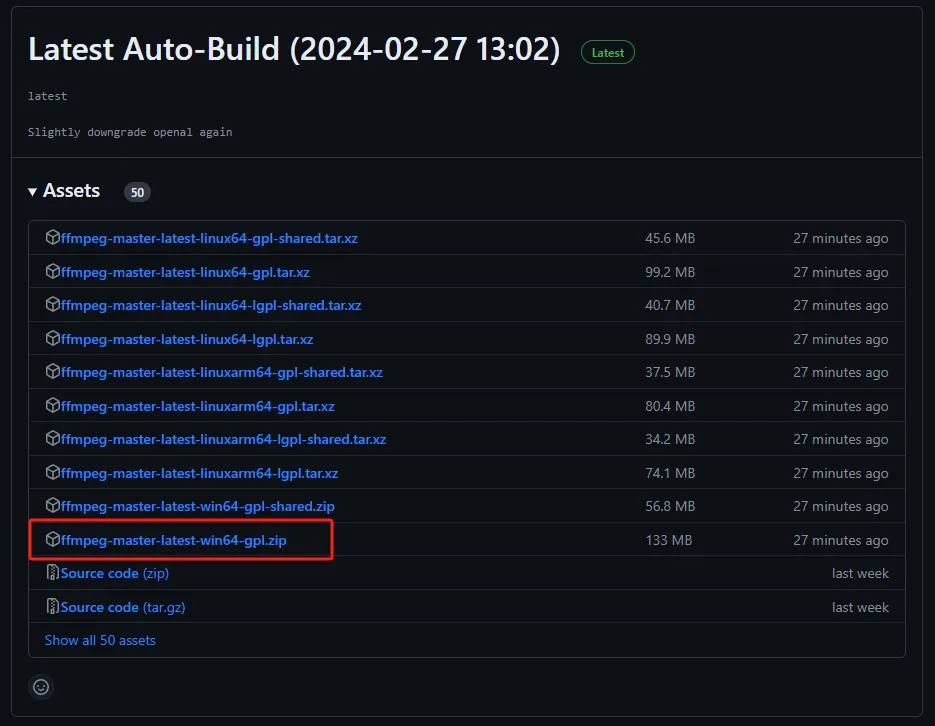 Latest Auto-Build (2024-02-27 13:02) Latest
latest
Slightly downgrade openal again
Assets 50
ffmpeg-master-latest-linux64-gpl-shared.tar.xz 45.6 MB 27 minutes ago
ffmpeg-master-latest-linux64-gpl.tar.xz 99.2 MB 27 minutes ago
ffmpeg-master-latest-linux64-lgpl-shared.tar.xz 40.7 MB 27 minutes ago
ffmpeg-master-latest-linux64-lgpl.tar.xz 89.9 MB 27 minutes ago
ffmpeg-master-latest-linuxarm64-gpl-shared.tar.xz 37.5 MB 27 minutes ago
ffmpeg-master-latest-linuxarm64-gpl.tar.xz 80.4 MB 27 minutes ago
ffmpeg-master-latest-linuxarm64-lgpl-shared.tar.xz 34.2 MB 27 minutes ago
ffmpeg-master-latest-linuxarm64-lgpl.tar.xz 74.1 MB 27 minutes ago
ffmpeg-master-latest-win64-gpl-shared.zip 56.8 MB 27 minutes ago
ffmpeg-master-latest-win64-gpl.zip 133 MB 27 minutes ago
Source code (zip) last week
Source code (tar.gz) last week
Show all 50 assets